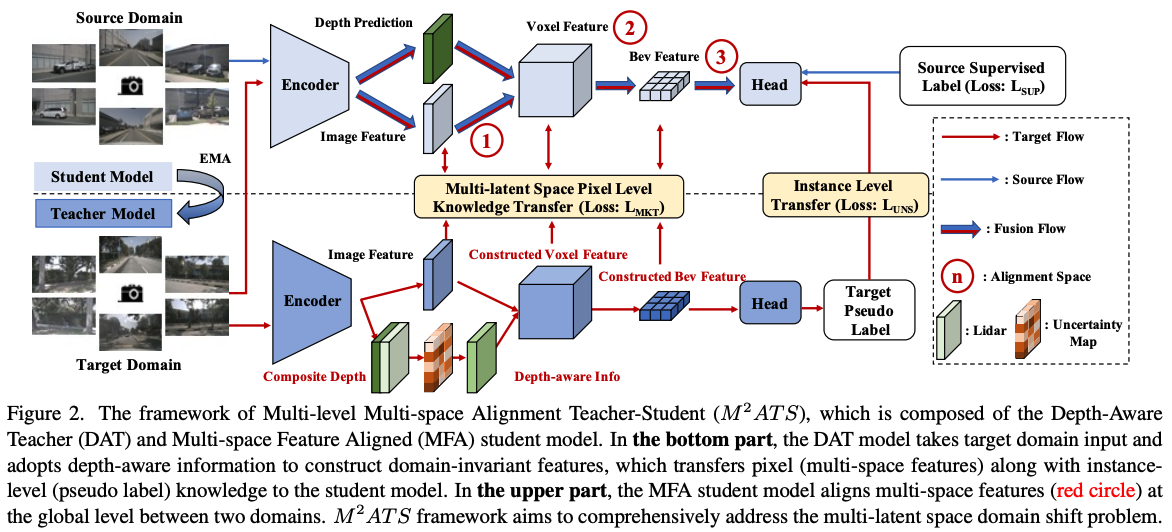 Source Domain
Depth Prediction
Voxel Feature
2
Bev Feature
3
Encoder
Head
Source Supervised
Label (Loss: L_SUP)
Image Feature
1
: Target Flow
EMA
Student Model
Teacher Model
Multi-latent Space Pixel Level
Knowledge Transfer (Loss: L_MKT)
Instance Level
Transfer (Loss: L_UNS)
: Source Flow
: Fusion Flow
Image Feature
Constructed Voxel Feature
Constructed Bev Feature
n
: Alignment Space
Encoder
Head
Target
Pseudo
Label
: Lidar
: Uncertainty
Map
Target Domain
Composite Depth
Depth-aware Info
Figure 2. The framework of Multi-level Multi-space Alignment Teacher-Student (M²ATS), which is composed of the Depth-Aware
Teacher (DAT) and Multi-space Feature Aligned (MFA) student model. In the bottom part, the DAT model takes target domain input and
adopts depth-aware information to construct domain-invariant features, which transfers pixel (multi-space features) along with instance-
level (pseudo label) knowledge to the student model. In the upper part, the MFA student model aligns multi-space features (red circle) at
the global level between two domains. M²ATS framework aims to comprehensively address the multi-latent space domain shift problem.